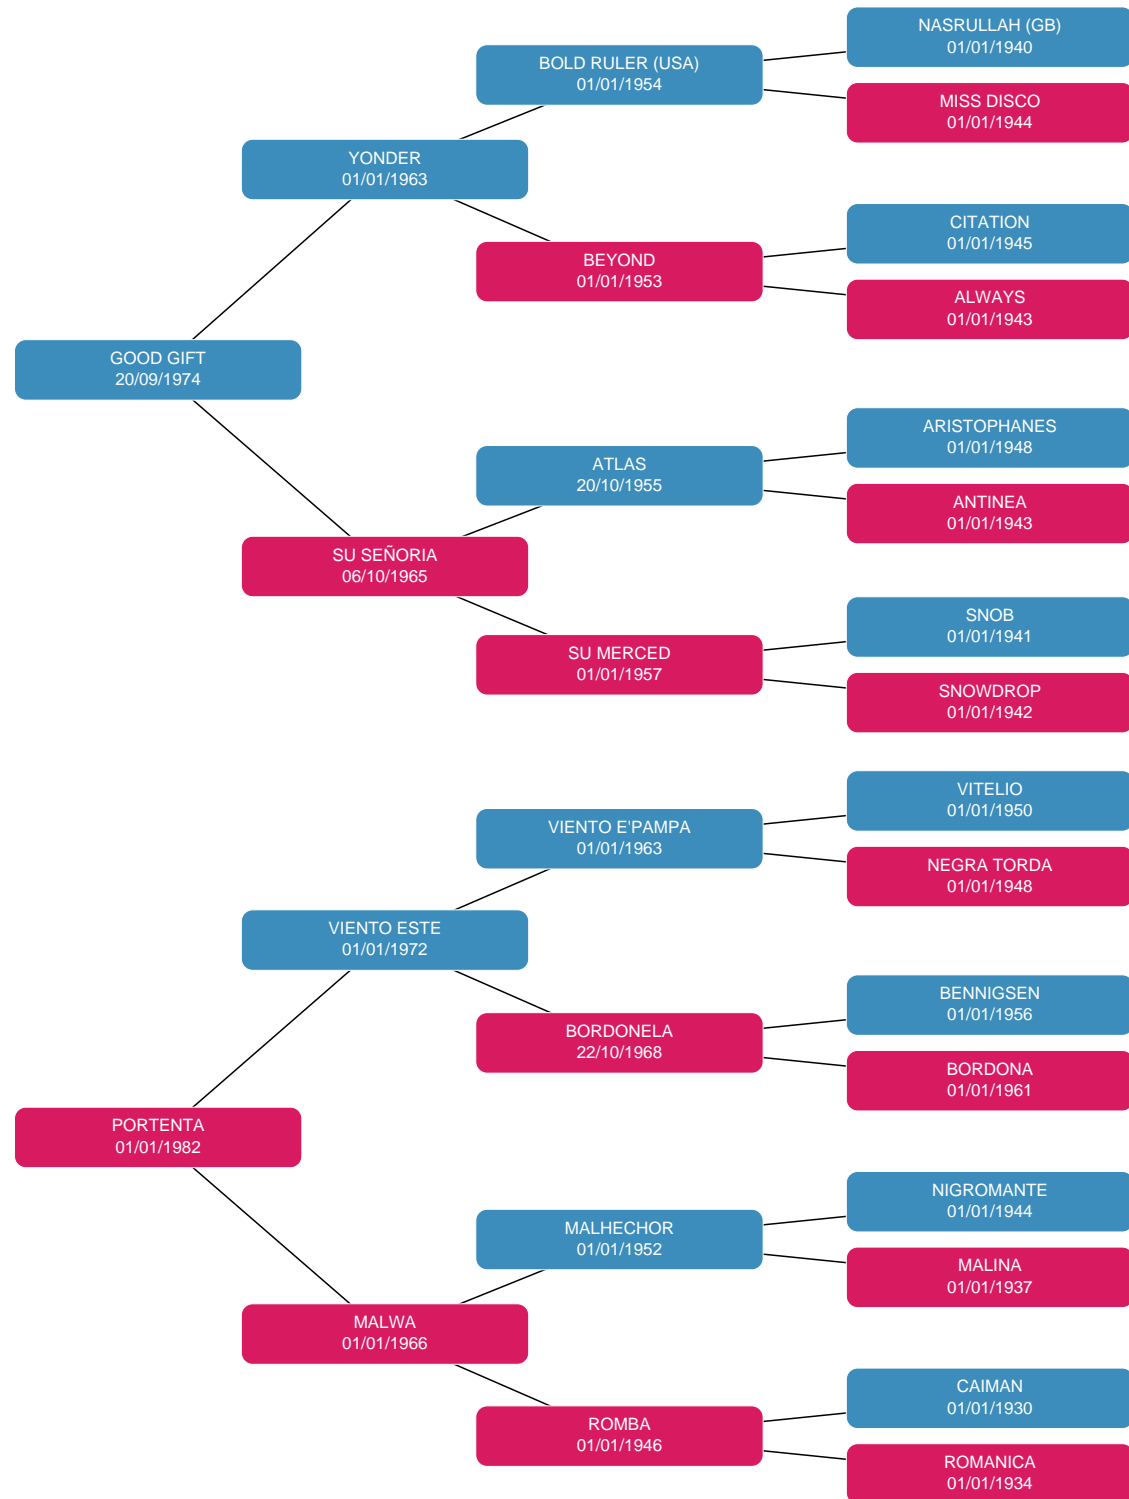 NASRULLAH (GB)
01/01/1940
BOLD RULER (USA)
01/01/1954
MISS DISCO
01/01/1944
YONDER
01/01/1963
CITATION
01/01/1945
BEYOND
01/01/1953
ALWAYS
01/01/1943
GOOD GIFT
20/09/1974
ARISTOPHANES
01/01/1948
ATLAS
20/10/1955
ANTINEA
01/01/1943
SU SEÑORIA
06/10/1965
SNOB
01/01/1941
SU MERCED
01/01/1957
SNOWDROP
01/01/1942
VITELIO
01/01/1950
VIENTO E'PAMPA
01/01/1963
NEGRA TORDA
01/01/1948
VIENTO ESTE
01/01/1972
BENNIGSEN
01/01/1956
BORDONELA
22/10/1968
BORDONA
01/01/1961
PORTENTA
01/01/1982
NIGROMANTE
01/01/1944
MALHECHOR
01/01/1952
MALINA
01/01/1937
MALWA
01/01/1966
CAIMAN
01/01/1930
ROMBA
01/01/1946
ROMANICA
01/01/1934